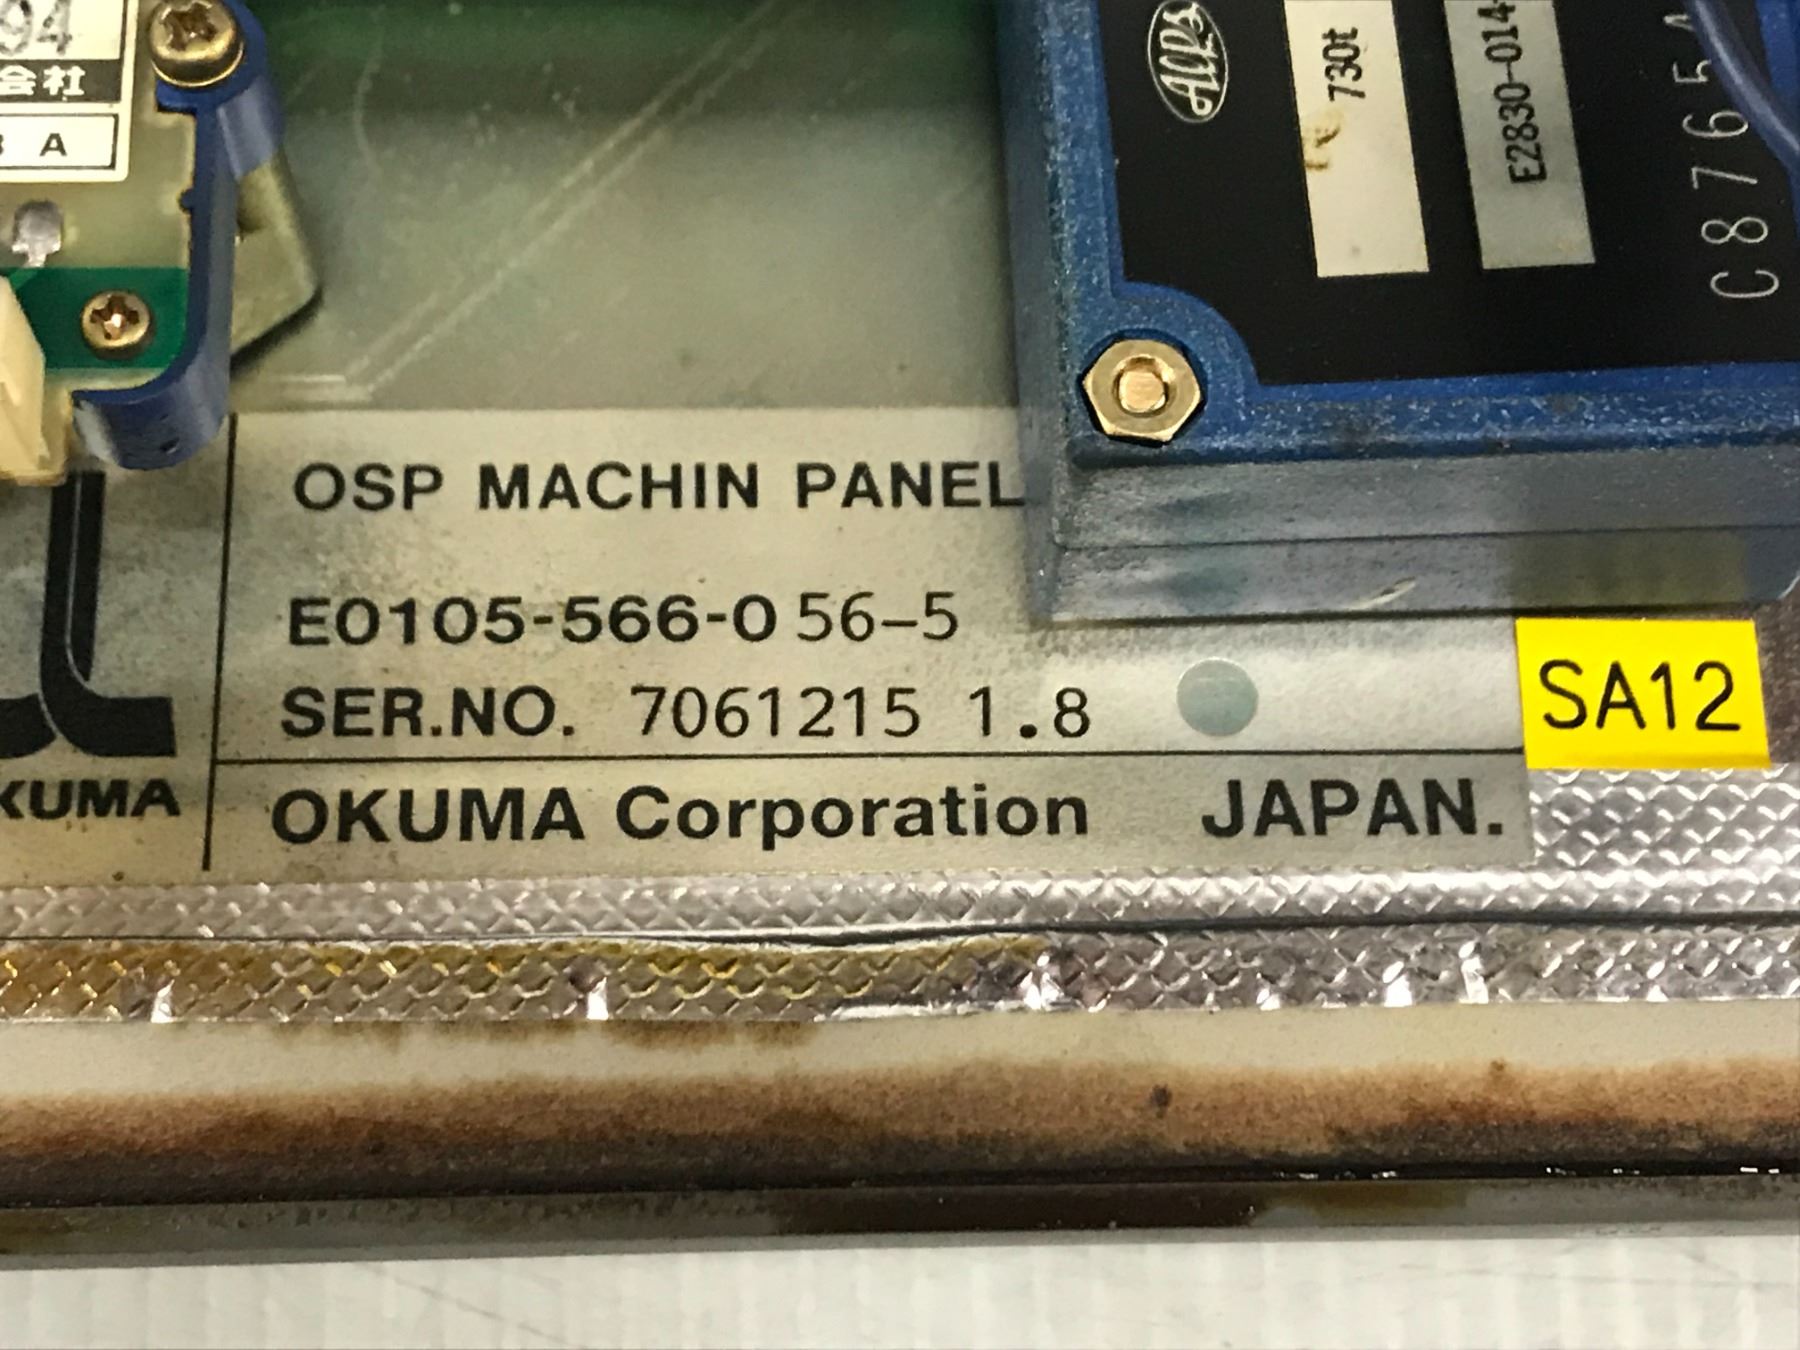 94
会社
A
Alps
730t
E2830-014
C8765
OSP MACHIN PANEL
E0105-566-056-5
SER.NO. 7061215 1.8
SA12
KUMA
OKUMA Corporation JAPAN.